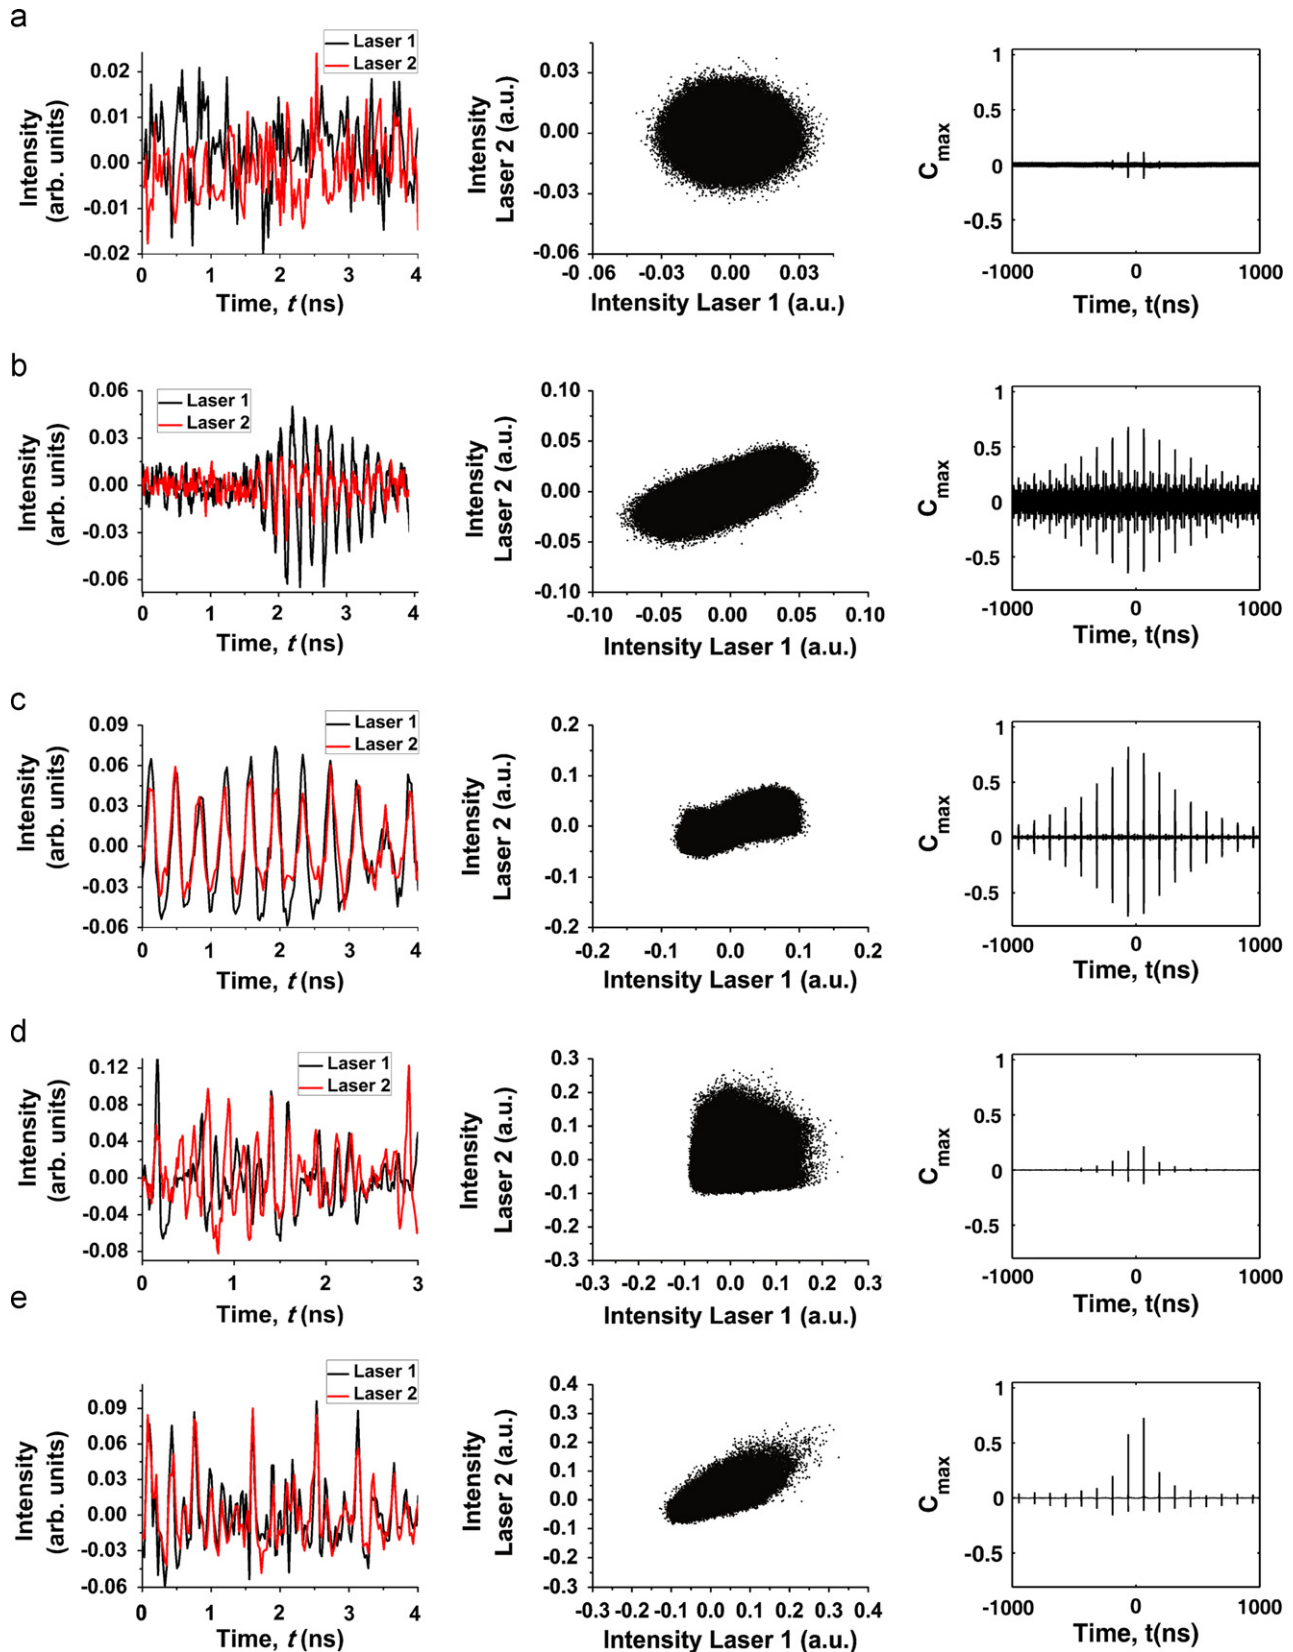 a
Laser 1
Laser 2
0.02
0.01
0.00
-0.01
-0.02
0 1 2 3 4
Intensity
(arb. units)
Time, t (ns)
0.03
0.00
-0.03
-0.06
-0 .06 -0.03 0.00 0.03
Intensity
Laser 2 (a.u.)
Intensity Laser 1 (a.u.)
1
0.5
0
-0.5
-1000 0 1000
C max
Time, t(ns)
b
Laser 1
Laser 2
0.06
0.03
0.00
-0.03
-0.06
0 1 2 3 4
Intensity
(arb. units)
Time, t (ns)
0.10
0.05
0.00
-0.05
-0.10
-0.10 -0.05 0.00 0.05 0.10
Intensity
Laser 2 (a.u.)
Intensity Laser 1 (a.u.)
1
0.5
0
-0.5
-1000 0 1000
C max
Time, t(ns)
c
Laser 1
Laser 2
0.09
0.06
0.03
0.00
-0.03
-0.06
0 1 2 3 4
Intensity
(arb. units)
Time, t (ns)
0.2
0.1
0.0
-0.1
-0.2
-0.2 -0.1 0.0 0.1 0.2
Intensity
Laser 2 (a.u.)
Intensity Laser 1 (a.u.)
1
0.5
0
-0.5
-1000 0 1000
C max
Time, t(ns)
d
Laser 1
Laser 2
0.12
0.08
0.04
0.00
-0.04
-0.08
0 1 2 3
Intensity
(arb. units)
Time, t (ns)
0.3
0.2
0.1
0.0
-0.1
-0.2
-0.3
-0.3 -0.2 -0.1 0.0 0.1 0.2 0.3
Intensity
Laser 2 (a.u.)
Intensity Laser 1 (a.u.)
1
0.5
0
-0.5
-1000 0 1000
C max
Time, t(ns)
e
Laser 1
Laser 2
0.09
0.06
0.03
0.00
-0.03
-0.06
0 1 2 3 4
Intensity
(arb. units)
Time, t (ns)
0.4
0.3
0.2
0.1
0.0
-0.1
-0.2
-0.3
-0.3 -0.2 -0.1 0.0 0.1 0.2 0.3 0.4
Intensity
Laser 2 (a.u.)
Intensity Laser 1 (a.u.)
1
0.5
0
-0.5
-1000 0 1000
C max
Time, t(ns)